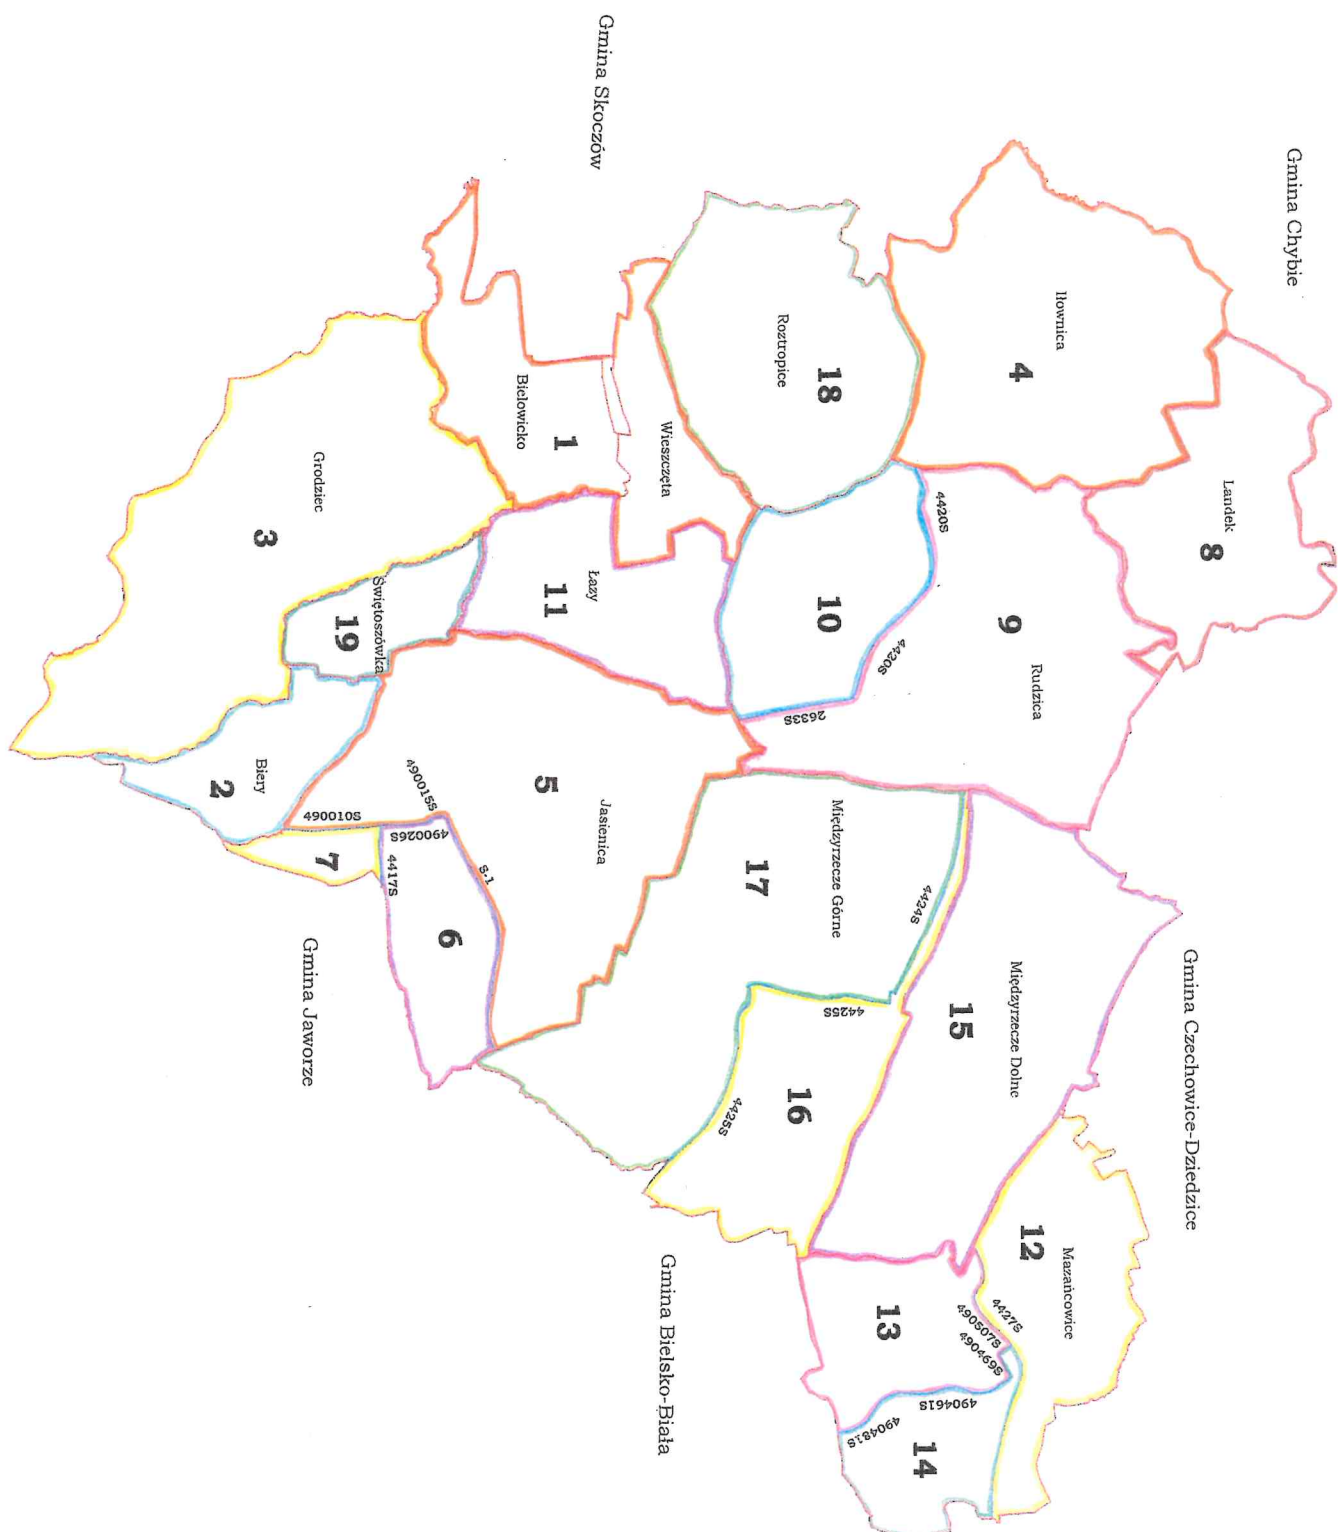 Gmina Chybie
Gmina Skoczów
Iłownica
4
Landek
8
Roztropice
18
Wieszczęta
Bielowicko
1
Grodziec
3
4420S
10
4420S
2633S
9
Rudzica
Łazy
11
Świętoszówka
19
Biery
2
Jasienica
5
490015S
490010S
490026S
4417S
S.1
7
6
Międzyrzecze Górne
17
4424S
4425S
4425S
16
Międzyrzecze Dolne
15
Gmina Jaworze
Gmina Czechowice-Dziedzice
Mazańcowice
12
4427S
490507S
490469S
13
490461S
490481S
14
Gmina Bielsko-Biała